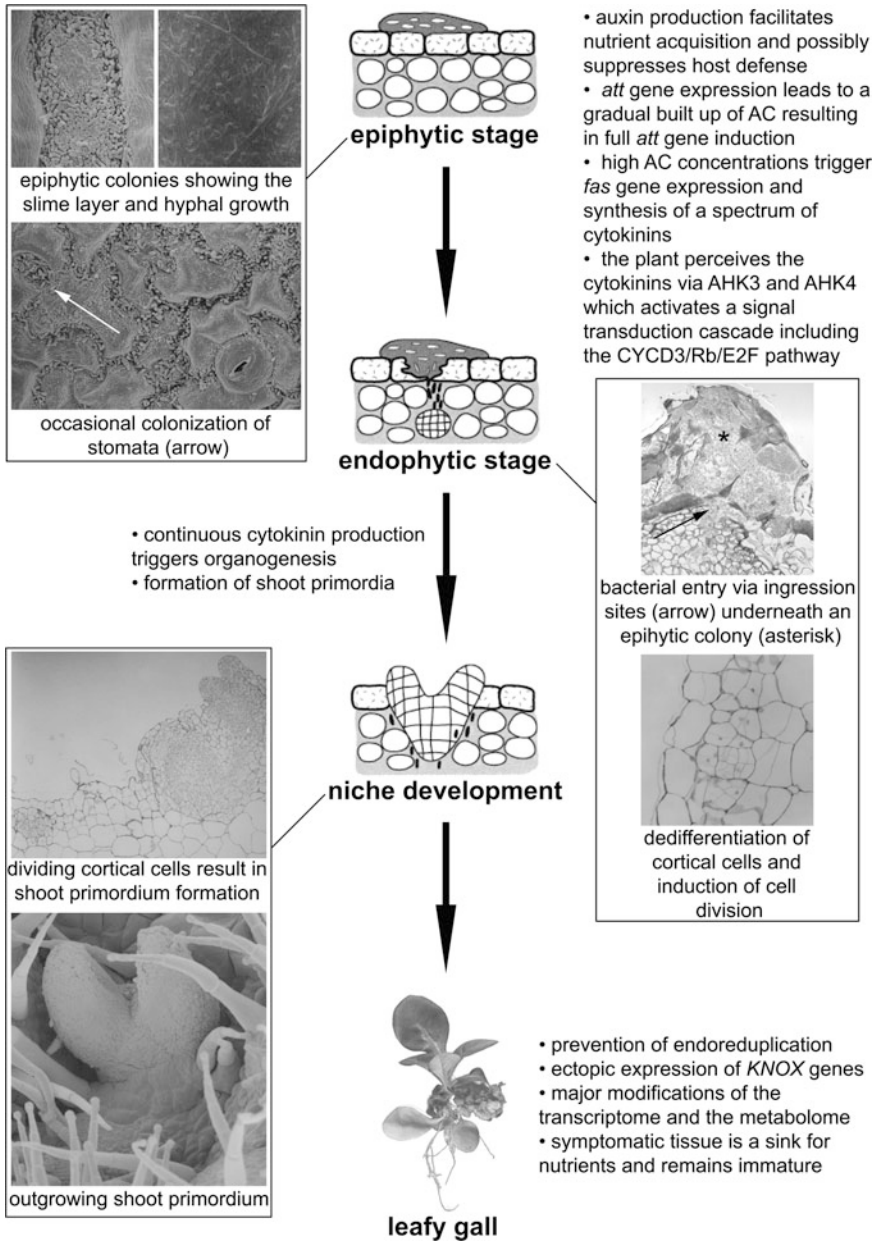 epiphytic colonies showing the
slime layer and hyphal growth
occasional colonization of
stomata (arrow)
epiphytic stage
• auxin production facilitates
nutrient acquisition and possibly
suppresses host defense
• att gene expression leads to a
gradual built up of AC resulting
in full att gene induction
• high AC concentrations trigger
fas gene expression and
synthesis of a spectrum of
cytokinins
• the plant perceives the
cytokinins via AHK3 and AHK4
which activates a signal
transduction cascade including
the CYCD3/Rb/E2F pathway
endophytic stage
*
bacterial entry via ingression
sites (arrow) underneath an
epihytic colony (asterisk)
dedifferentiation of
cortical cells and
induction of cell
division
• continuous cytokinin production
triggers organogenesis
• formation of shoot primordia
niche development
dividing cortical cells result in
shoot primordium formation
outgrowing shoot primordium
• prevention of endoreduplication
• ectopic expression of KNOX genes
• major modifications of the
transcriptome and the metabolome
• symptomatic tissue is a sink for
nutrients and remains immature
leafy gall